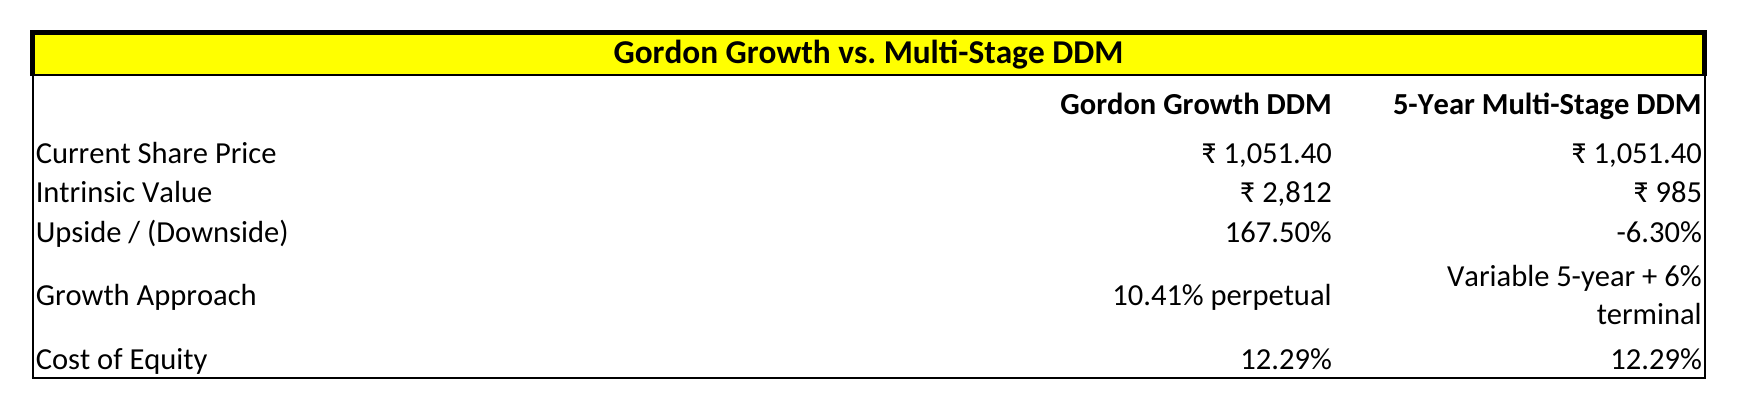 Gordon Growth vs. Multi-Stage DDM
Gordon Growth DDM 5-Year Multi-Stage DDM
Current Share Price ₹ 1,051.40 ₹ 1,051.40
Intrinsic Value ₹ 2,812 ₹ 985
Upside / (Downside) 167.50% -6.30%
Growth Approach 10.41% perpetual Variable 5-year + 6%
terminal
Cost of Equity 12.29% 12.29%